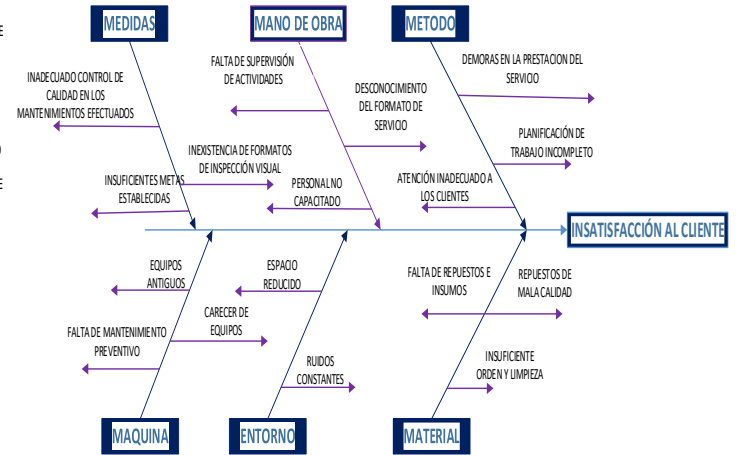 MEDIDAS
MANO DE OBRA
METODO
E
INADECUADO CONTROL DE
CALIDAD EN LOS
MANTENIMIENTOS EFECTUADOS
INSUFICIENTES METAS
ESTABLECIDAS
INEXISTENCIA DE FORMATOS
DE INSPECCIÓN VISUAL
FALTA DE SUPERVISIÓN
DE ACTIVIDADES
DESCONOCIMIENTO
DEL FORMATO DE
SERVICIO
PERSONAL NO
CAPACITADO
DEMORAS EN LA PRESTACION DEL
SERVICIO
PLANIFICACIÓN DE
TRABAJO INCOMPLETO
ATENCIÓN INADECUADO A
LOS CLIENTES
E
INSATISFACCIÓN AL CLIENTE
EQUIPOS
ANTIGUOS
CARECER DE
EQUIPOS
FALTA DE MANTENIMIENTO
PREVENTIVO
ESPACIO
REDUCIDO
RUIDOS
CONSTANTES
FALTA DE REPUESTOS E
INSUMOS
REPUESTOS DE
MALA CALIDAD
INSUFICIENTE
ORDEN Y LIMPIEZA
MAQUINA
ENTORNO
MATERIAL